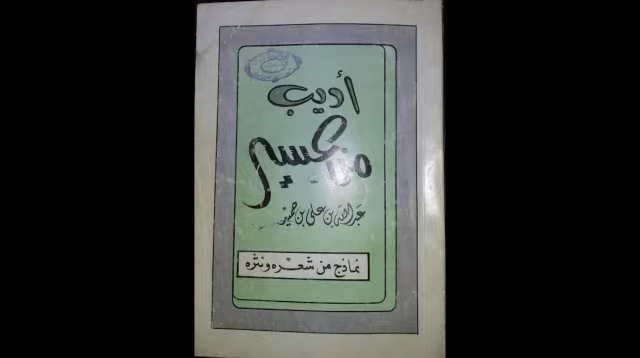 أديب
من عسير
عبد الله بن علي بن حميد
نماذج من شعره ونثره